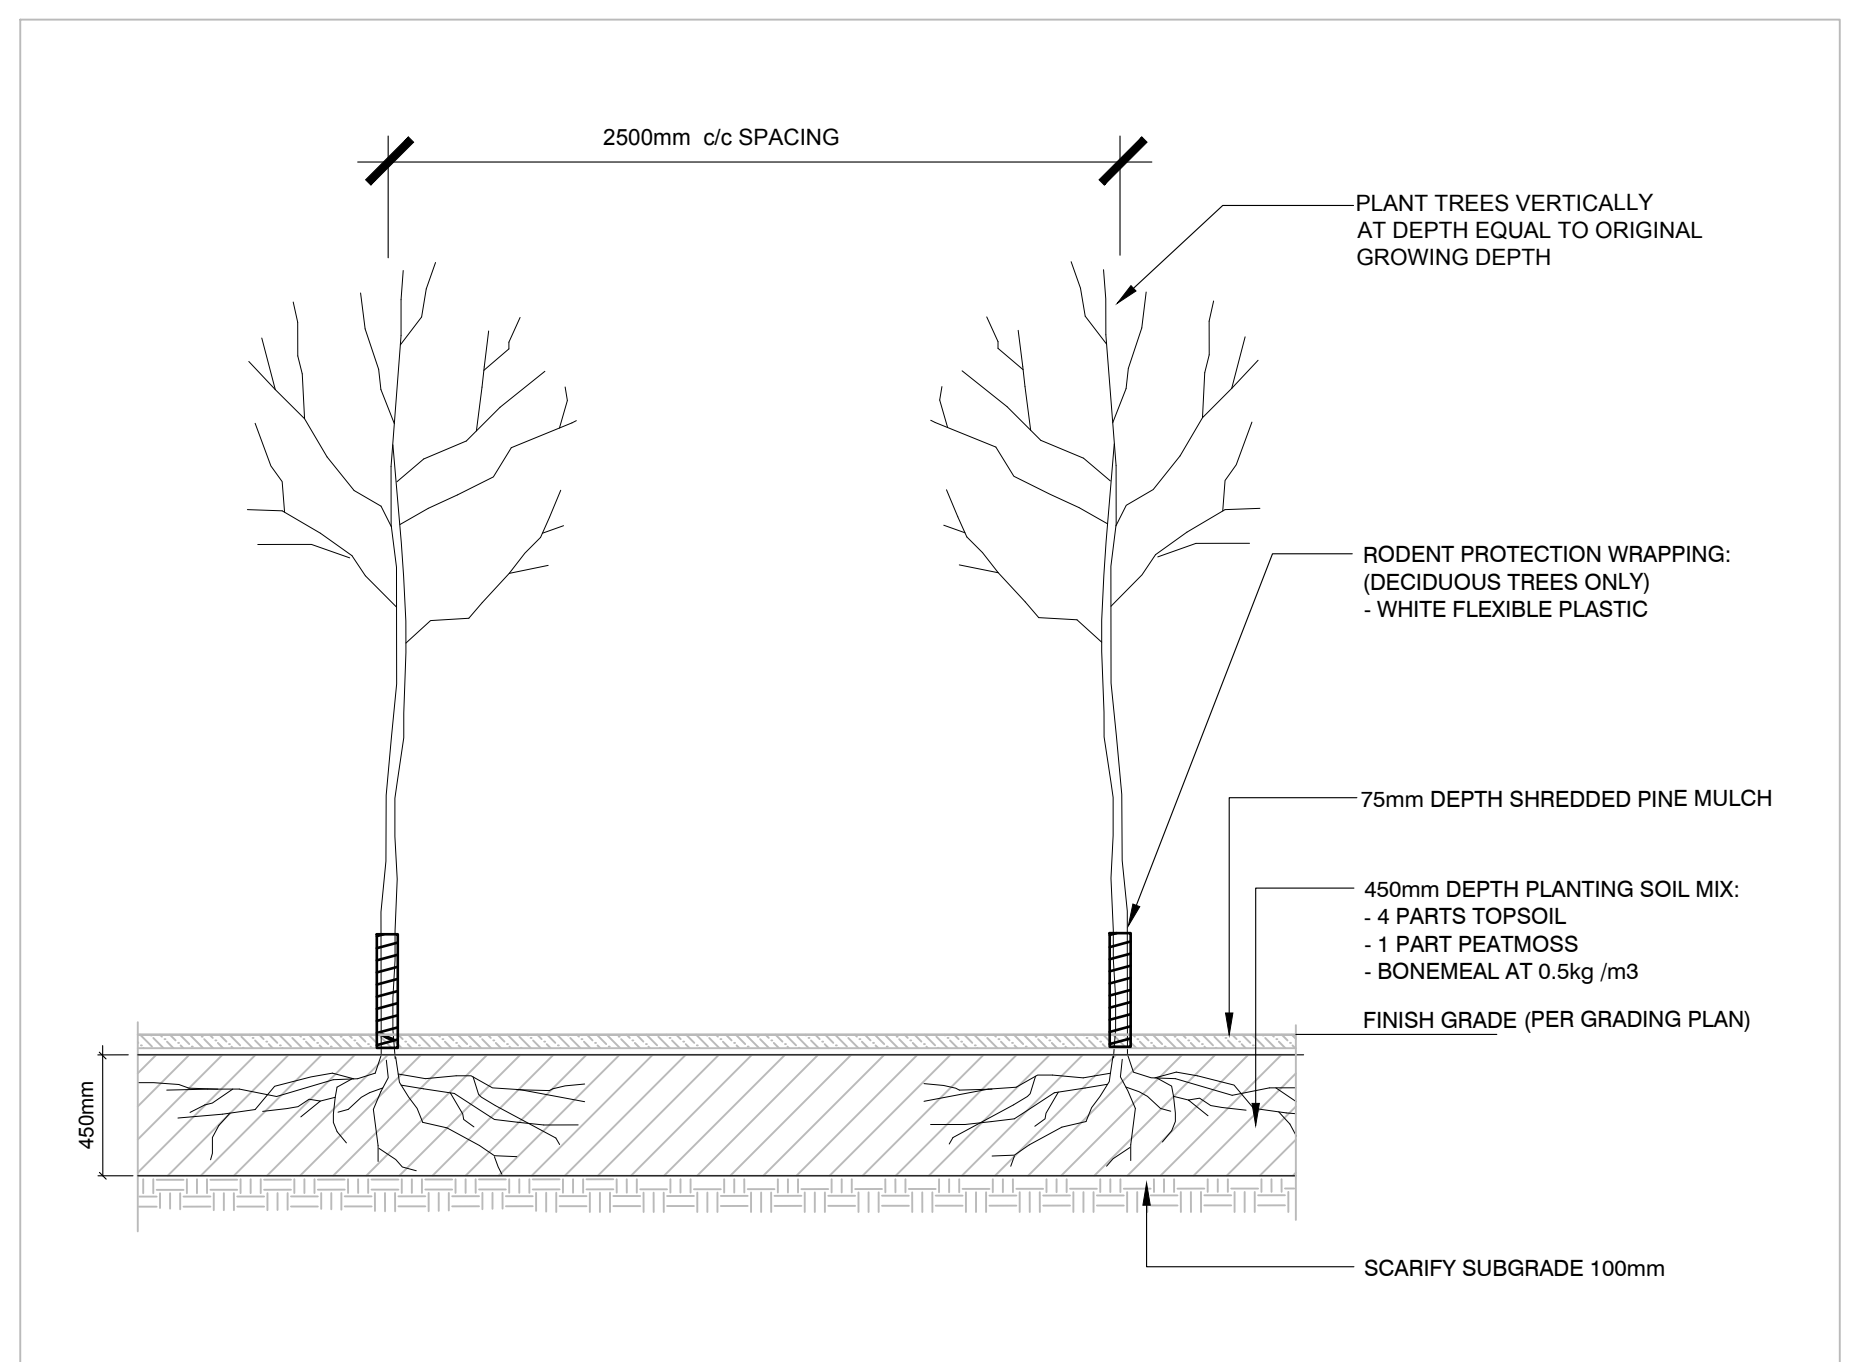 2500mm c/c SPACING
PLANT TREES VERTICALLY
AT DEPTH EQUAL TO ORIGINAL
GROWING DEPTH
RODENT PROTECTION WRAPPING:
(DECIDUOUS TREES ONLY)
- WHITE FLEXIBLE PLASTIC
75mm DEPTH SHREDDED PINE MULCH
450mm DEPTH PLANTING SOIL MIX:
- 4 PARTS TOPSOIL
- 1 PART PEATMOSS
- BONEMEAL AT 0.5kg /m3
FINISH GRADE (PER GRADING PLAN)
450mm
SCARIFY SUBGRADE 100mm